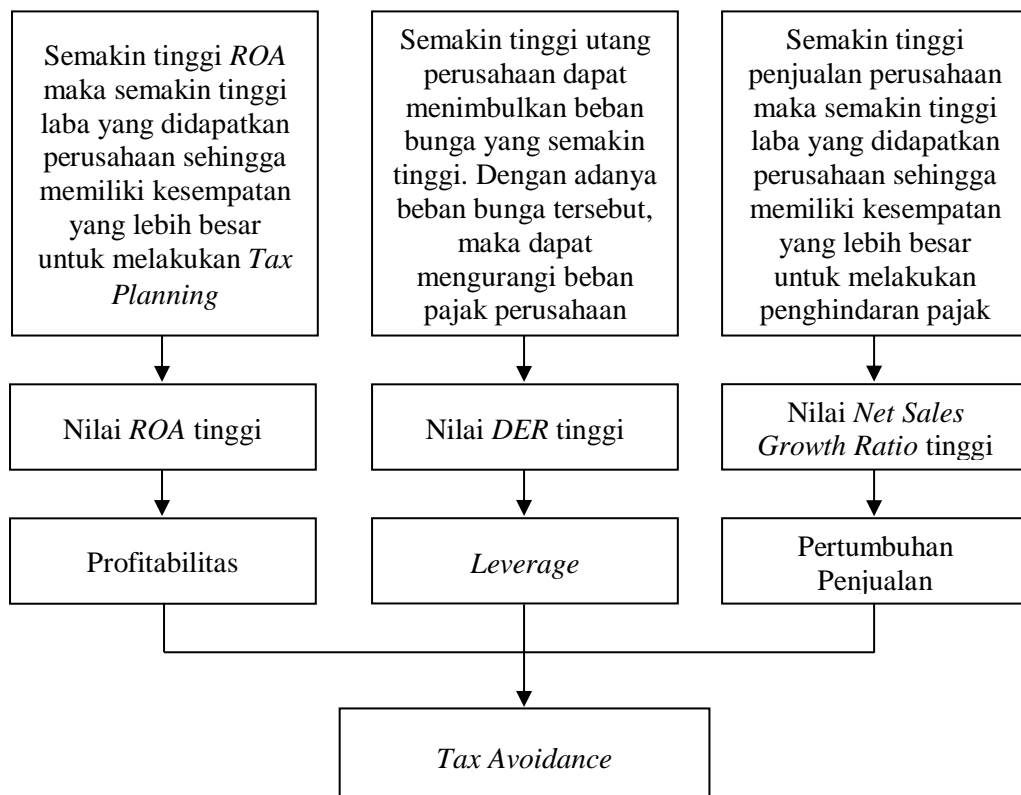 Semakin tinggi ROA
maka semakin tinggi
laba yang didapatkan
perusahaan sehingga
memiliki kesempatan
yang lebih besar
untuk melakukan Tax
Planning
Semakin tinggi utang
perusahaan dapat
menimbulkan beban
bunga yang semakin
tinggi. Dengan adanya
beban bunga tersebut,
maka dapat
mengurangi beban
pajak perusahaan
Semakin tinggi
penjualan perusahaan
maka semakin tinggi
laba yang didapatkan
perusahaan sehingga
memiliki kesempatan
yang lebih besar
untuk melakukan
penghindaran pajak
Nilai ROA tinggi
Nilai DER tinggi
Nilai Net Sales
Growth Ratio tinggi
Profitabilitas
Leverage
Pertumbuhan
Penjualan
Tax Avoidance